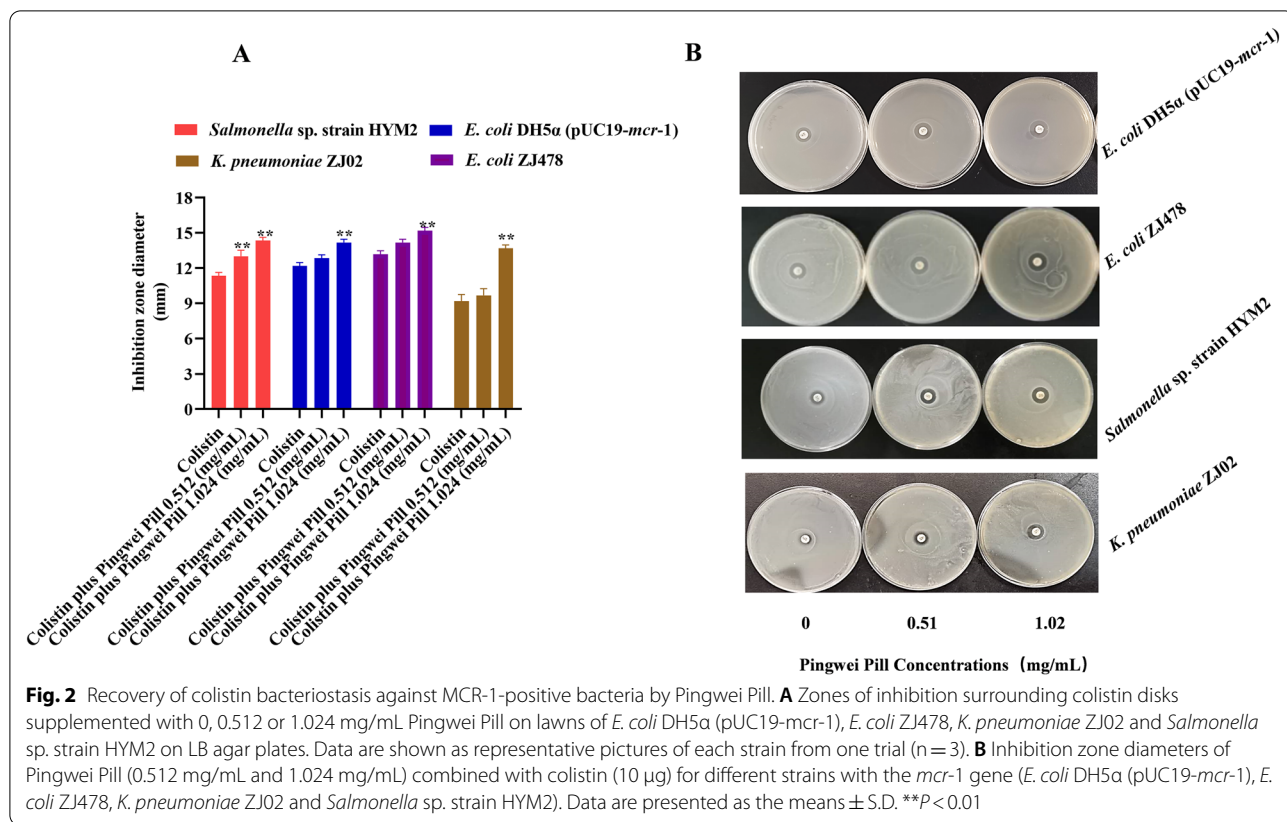 A
Salmonella sp. strain HYM2
E. coli DH5α (pUC19-mcr-1)
K. pneumoniae ZJ02
E. coli ZJ478
18
15
12
9
6
3
0
Inhibition zone diameter
(mm)
**
**
**
**
**
Colistin
Colistin plus Pingwei Pill 0.512 (mg/mL)
Colistin plus Pingwei Pill 1.024 (mg/mL)
Colistin
Colistin plus Pingwei Pill 0.512 (mg/mL)
Colistin plus Pingwei Pill 1.024 (mg/mL)
Colistin
Colistin plus Pingwei Pill 0.512 (mg/mL)
Colistin plus Pingwei Pill 1.024 (mg/mL)
Colistin
Colistin plus Pingwei Pill 0.512 (mg/mL)
Colistin plus Pingwei Pill 1.024 (mg/mL)
B
E. coli DH5α (pUC19-mcr-1)
E. coli ZJ478
Salmonella sp. strain HYM2
K. pneumoniae ZJ02
0
0.51
1.02
Pingwei Pill Concentrations (mg/mL)
Fig. 2 Recovery of colistin bacteriostasis against MCR-1-positive bacteria by Pingwei Pill. A Zones of inhibition surrounding colistin disks
supplemented with 0, 0.512 or 1.024 mg/mL Pingwei Pill on lawns of E. coli DH5α (pUC19-mcr-1), E. coli ZJ478, K. pneumoniae ZJ02 and Salmonella
sp. strain HYM2 on LB agar plates. Data are shown as representative pictures of each strain from one trial (n = 3). B Inhibition zone diameters of
Pingwei Pill (0.512 mg/mL and 1.024 mg/mL) combined with colistin (10 μg) for different strains with the mcr-1 gene (E. coli DH5α (pUC19-mcr-1), E.
coli ZJ478, K. pneumoniae ZJ02 and Salmonella sp. strain HYM2). Data are presented as the means ± S.D. **P < 0.01